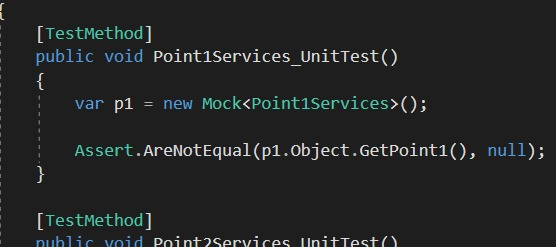 {
[TestMethod]
public void Point1Services_UnitTest()
{
var p1 = new Mock<Point1Services>();
Assert.AreNotEqual(p1.Object.GetPoint1(), null);
}
[TestMethod]
public void Point2Services_UnitTest()